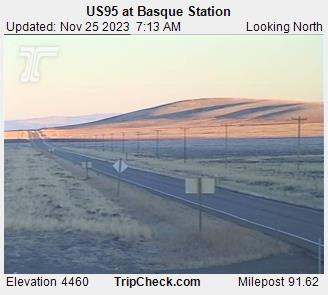 US95 at Basque Station
Updated: Nov 25 2023 7:13 AM Looking North
Elevation 4460 TripCheck.com Milepost 91.62